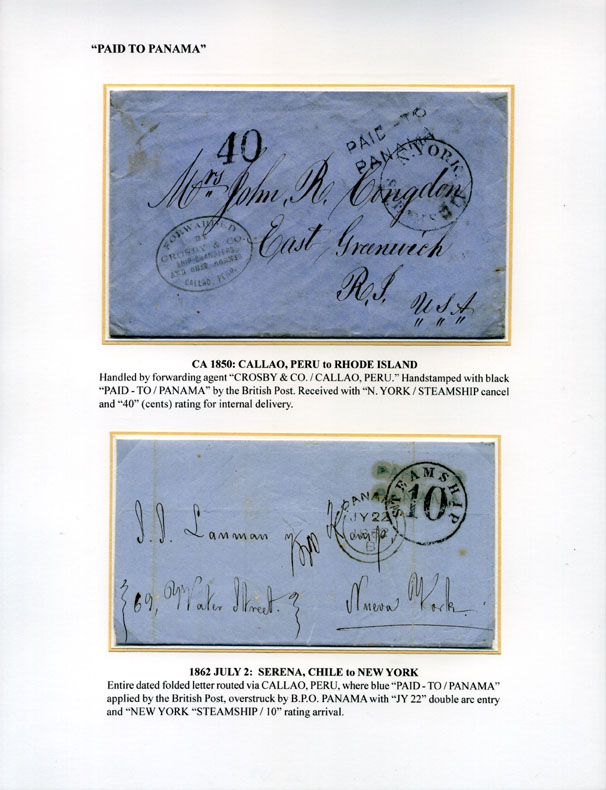 “PAID TO PANAMA”
40
PAID - TO
PANAMA
N. YORK
STEAMSHIP
Mrs John R. Congdon
East Greenwich
R.I.
U S A
FORWARDED
BY
CROSBY & CO.
SHIP CHANDLERS
CALLAO, PERU.
CA 1850: CALLAO, PERU to RHODE ISLAND
Handled by forwarding agent “CROSBY & CO. / CALLAO, PERU.” Handstamped with black
“PAID - TO / PANAMA” by the British Post. Received with “N. YORK / STEAMSHIP cancel
and “40” (cents) rating for internal delivery.
STEAMSHIP
10
PANAMA
JY 22
J. J. Lanman
69, Water Street.
Nueva York
1862 JULY 2: SERENA, CHILE to NEW YORK
Entire dated folded letter routed via CALLAO, PERU, where blue “PAID - TO / PANAMA”
applied by the British Post, overstruck by B.P.O. PANAMA with “JY 22” double arc entry
and “NEW YORK “STEAMSHIP / 10” rating arrival.